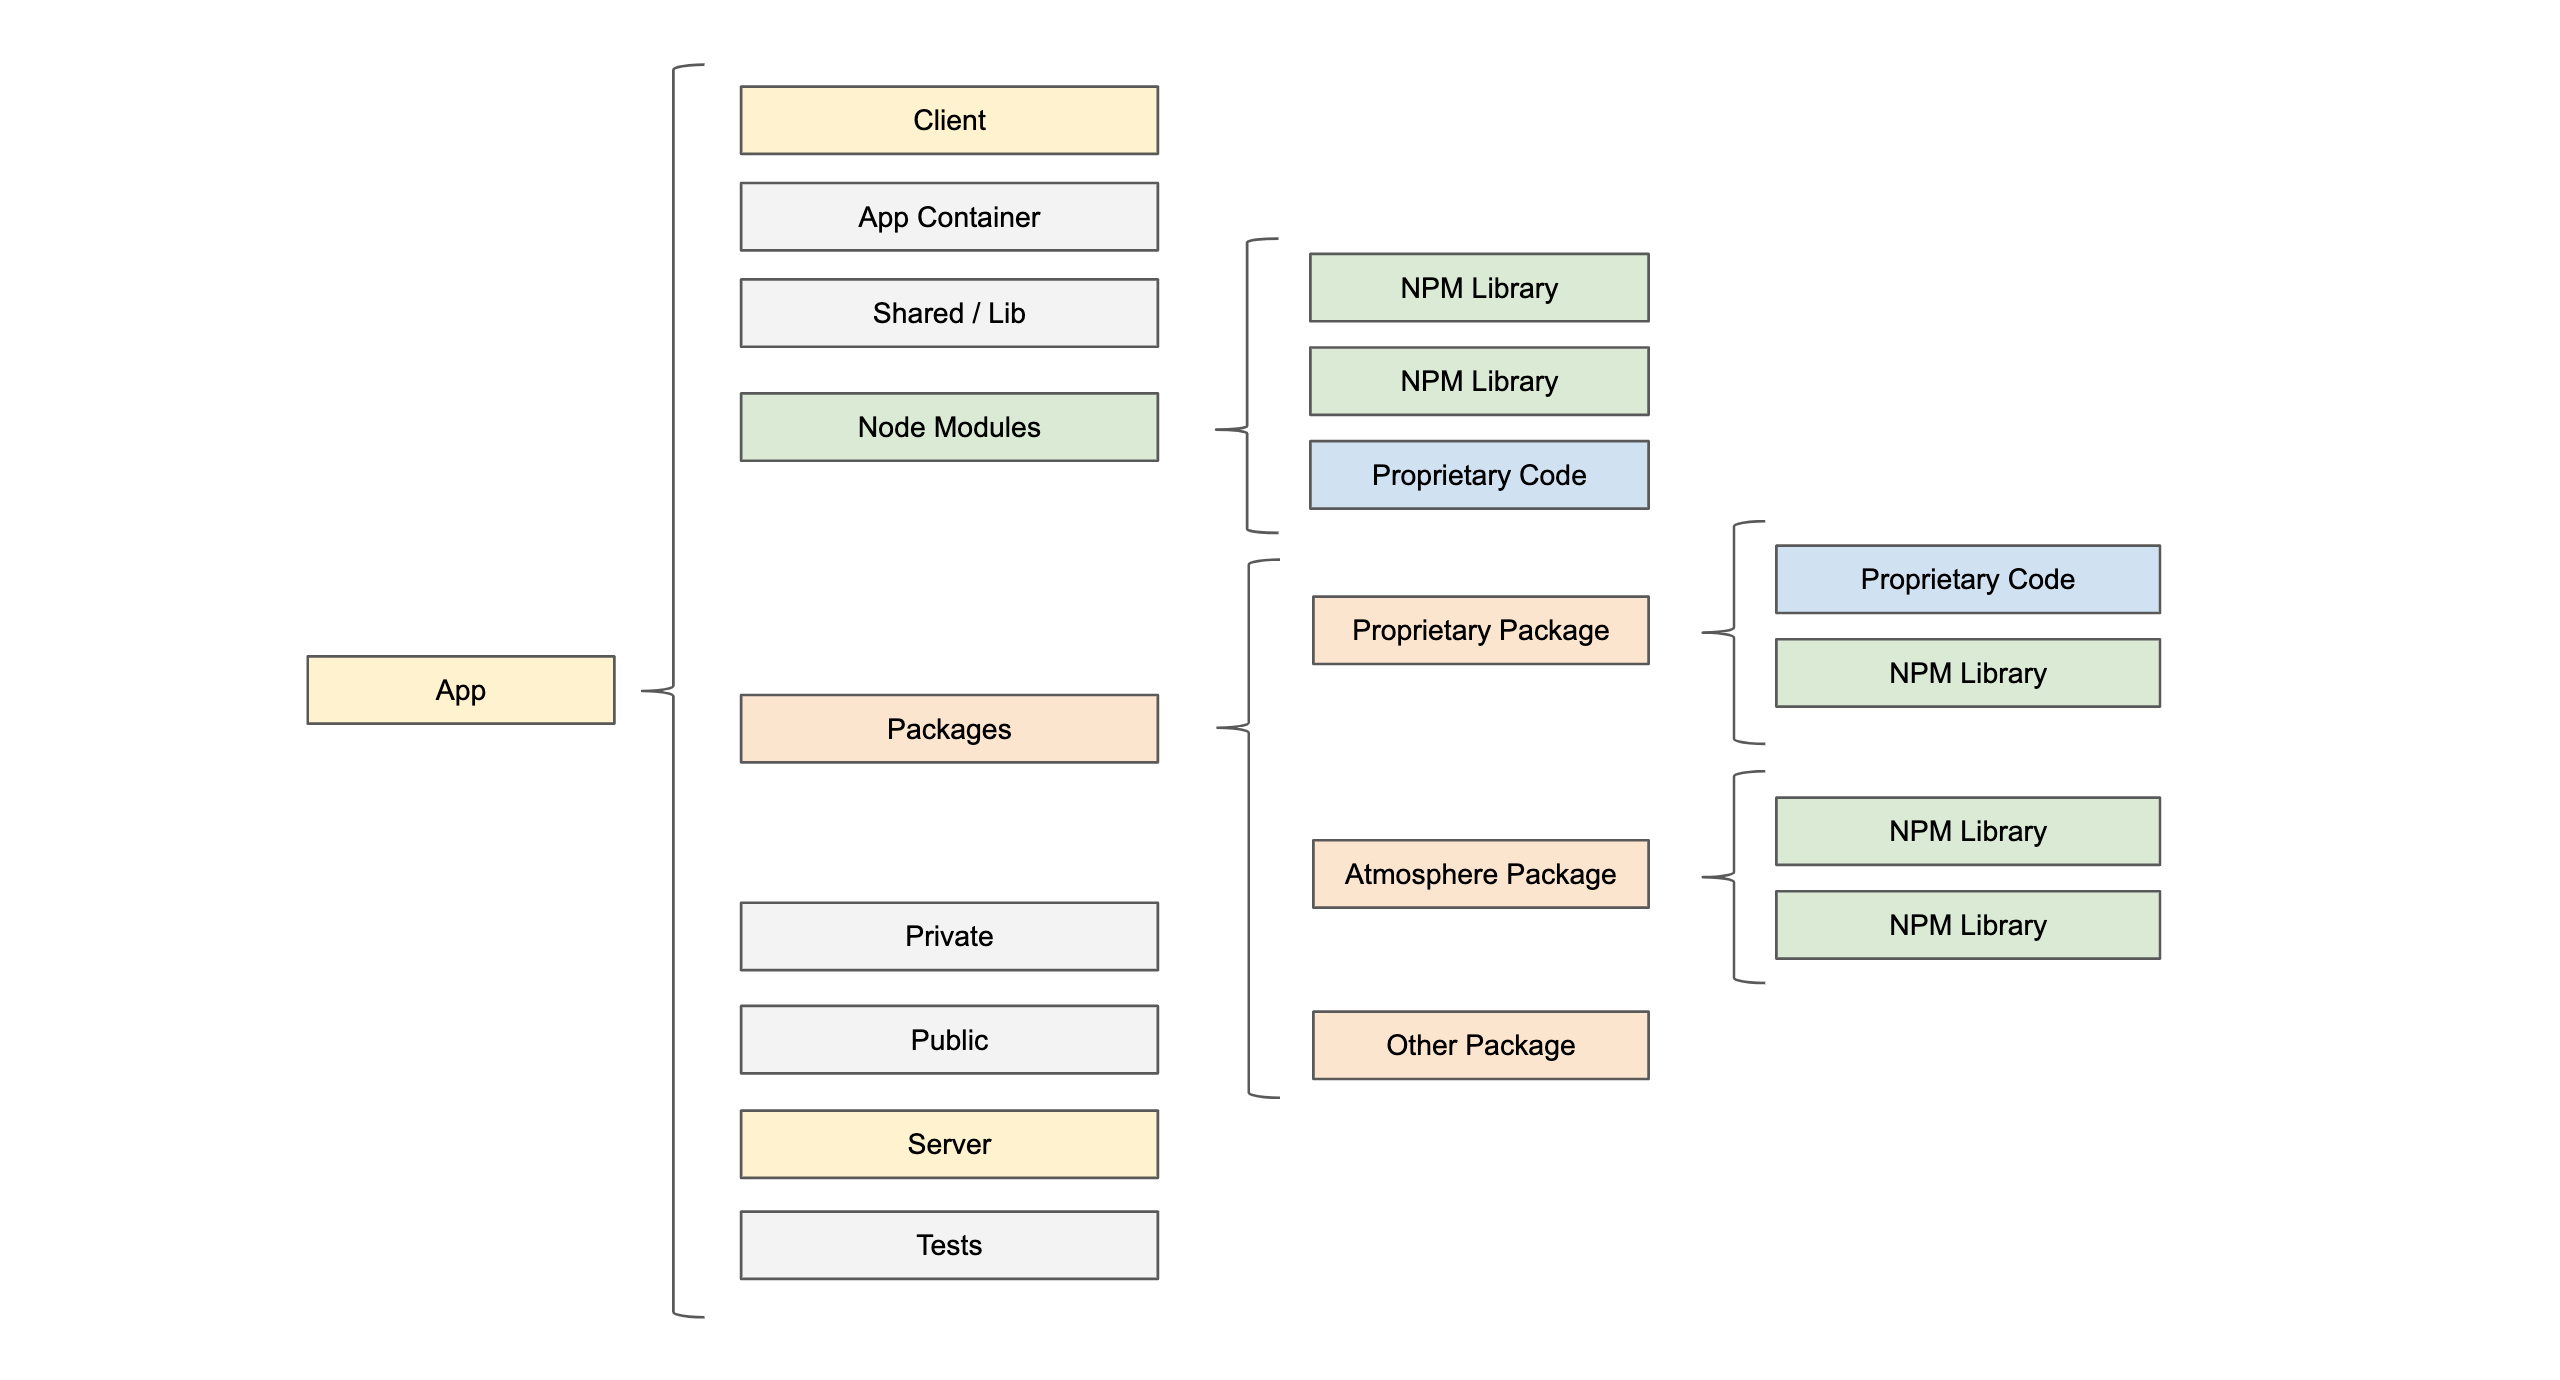 App
Client
App Container
Shared / Lib
Node Modules
NPM Library
NPM Library
Proprietary Code
Packages
Proprietary Package
Proprietary Code
NPM Library
Atmosphere Package
NPM Library
NPM Library
Other Package
Private
Public
Server
Tests